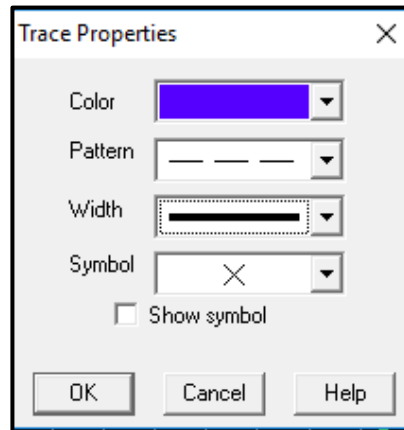 Trace Properties
Color
Pattern
Width
Symbol
Show symbol
OK Cancel Help